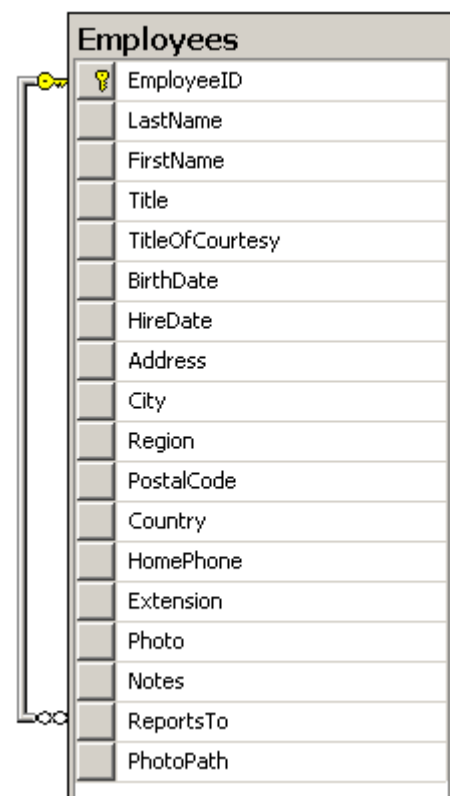 Employees
EmployeeID
LastName
FirstName
Title
TitleOfCourtesy
BirthDate
HireDate
Address
City
Region
PostalCode
Country
HomePhone
Extension
Photo
Notes
ReportsTo
PhotoPath